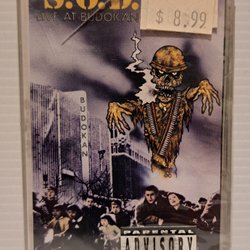 S.O.D.
LIVE AT BUDOKAN
$8.99
BUDOKAN
PARENTAL
ADVISORY